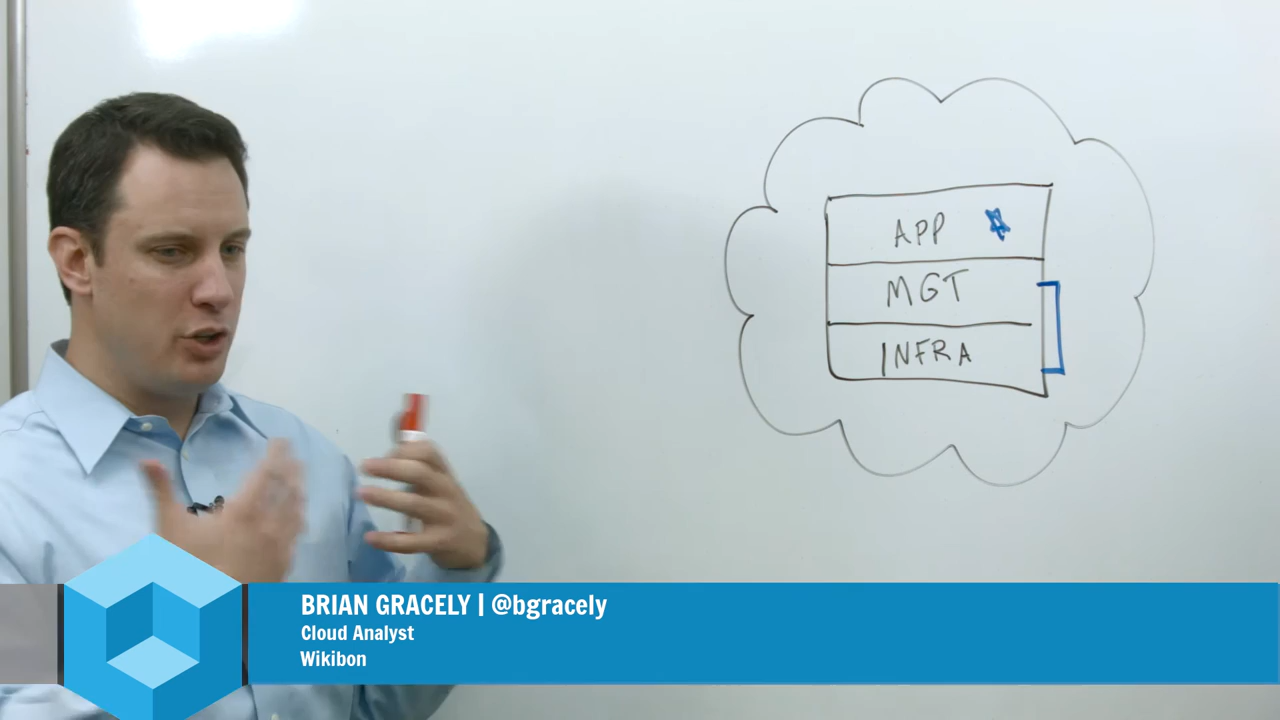 APP
MGT
INFRA
BRIAN GRACELY | @bgracely
Cloud Analyst
Wikibon